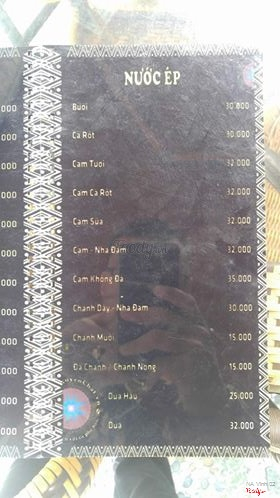 NƯỚC ÉP
Bưởi 30.000
Cà Rốt 30.000
Cam Tươi 32.000
Cam Cà Rốt 32.000
Cam Sữa 32.000
Cam - Nha Đam 32.000
Cam Không Đá 35.000
Chanh Dây - Nha Đam 30.000
Chanh Muối 15.000
Đá Chanh / Chanh Nóng 15.000
Dưa Hấu 25.000
Dừa 32.000